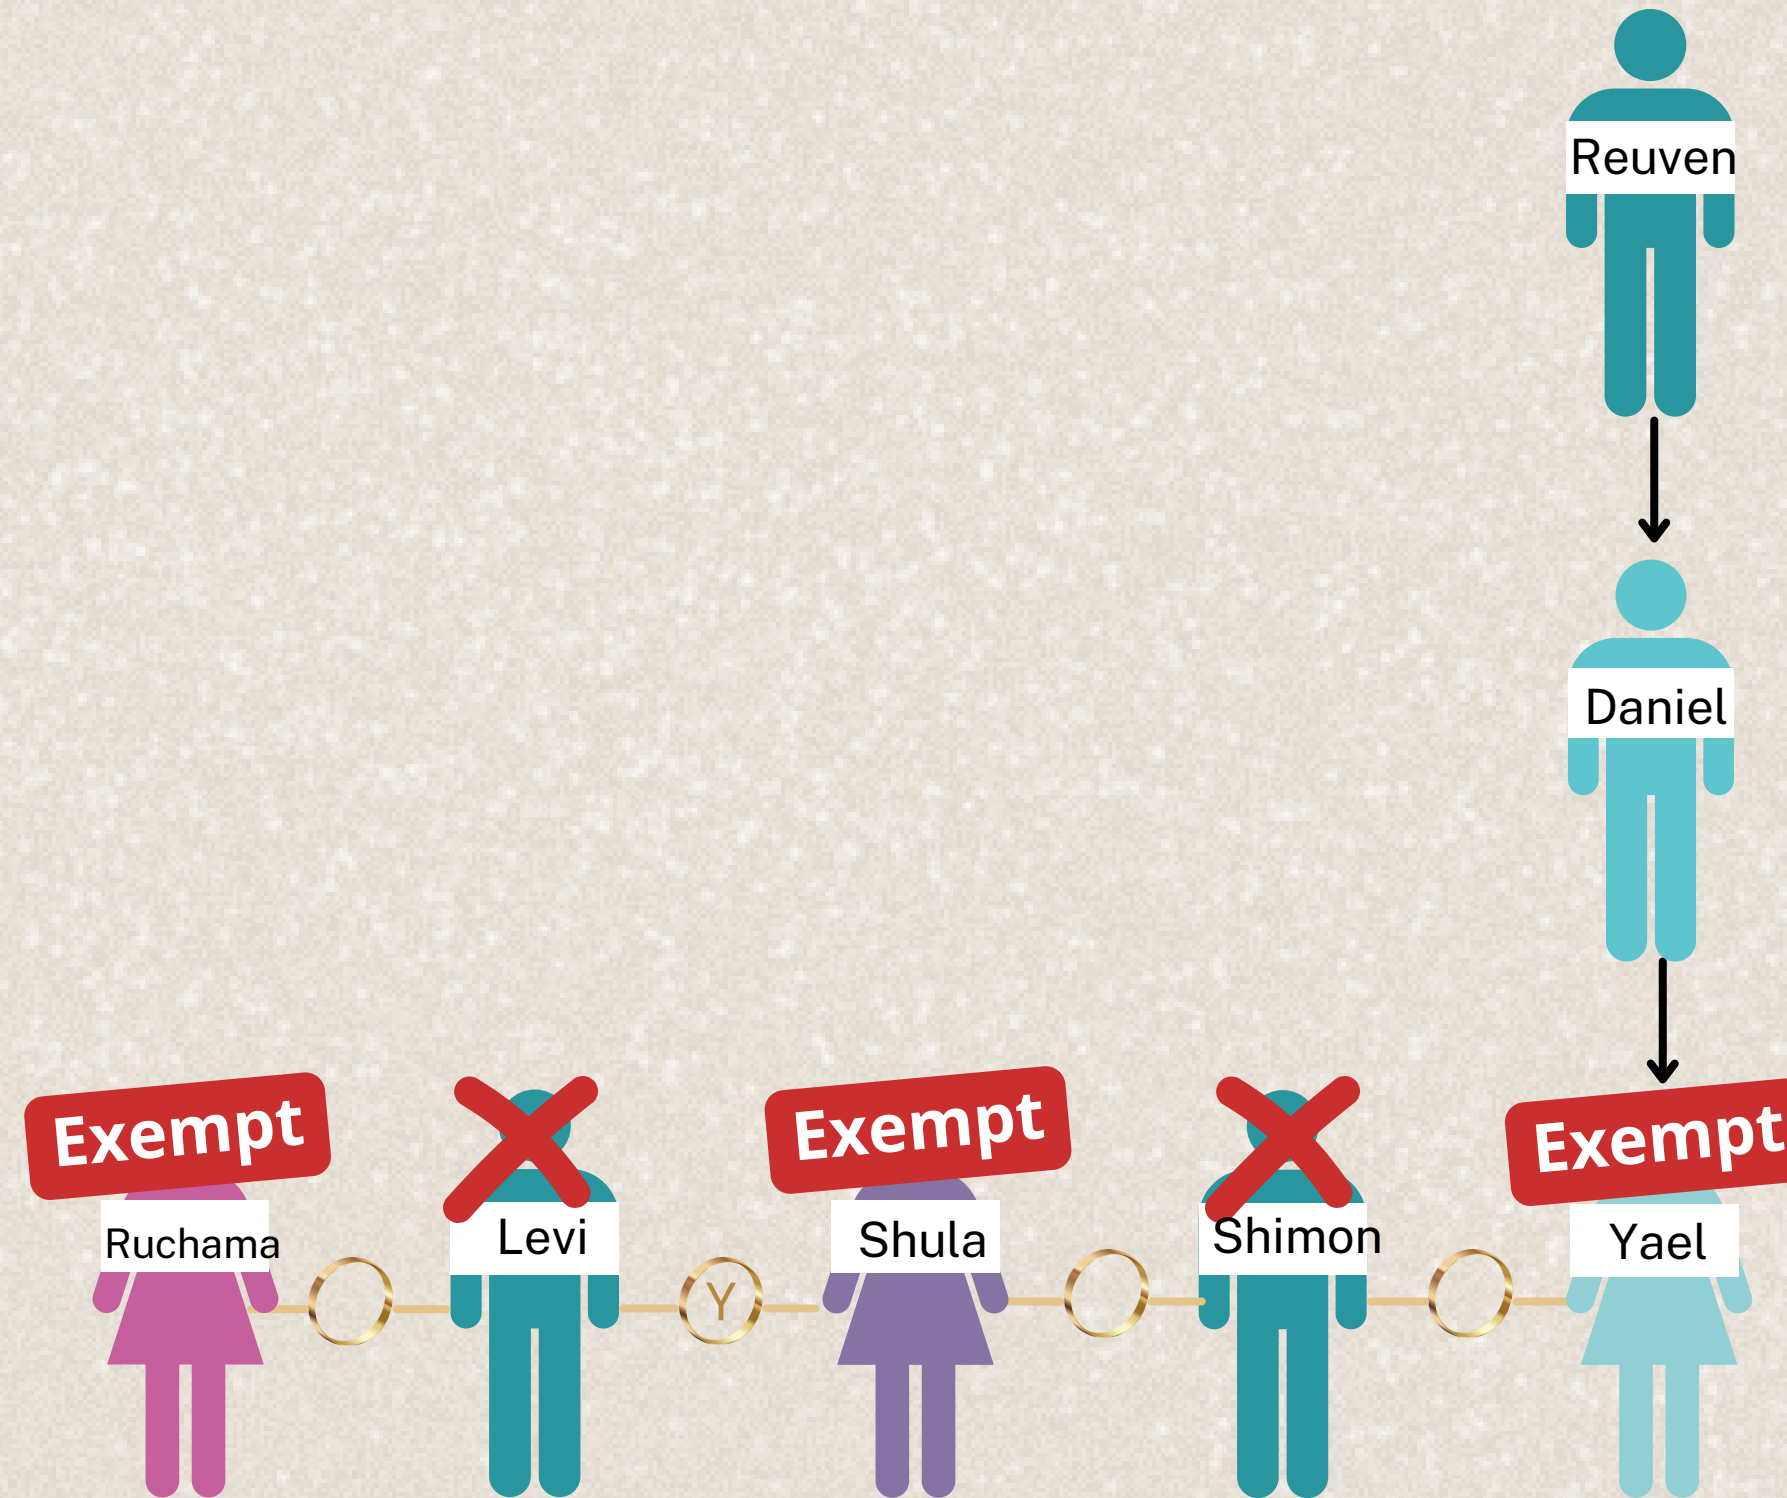 Reuven
Daniel
Exempt
Exempt
Exempt
Ruchama
Levi
Y
Shula
Shimon
Yael